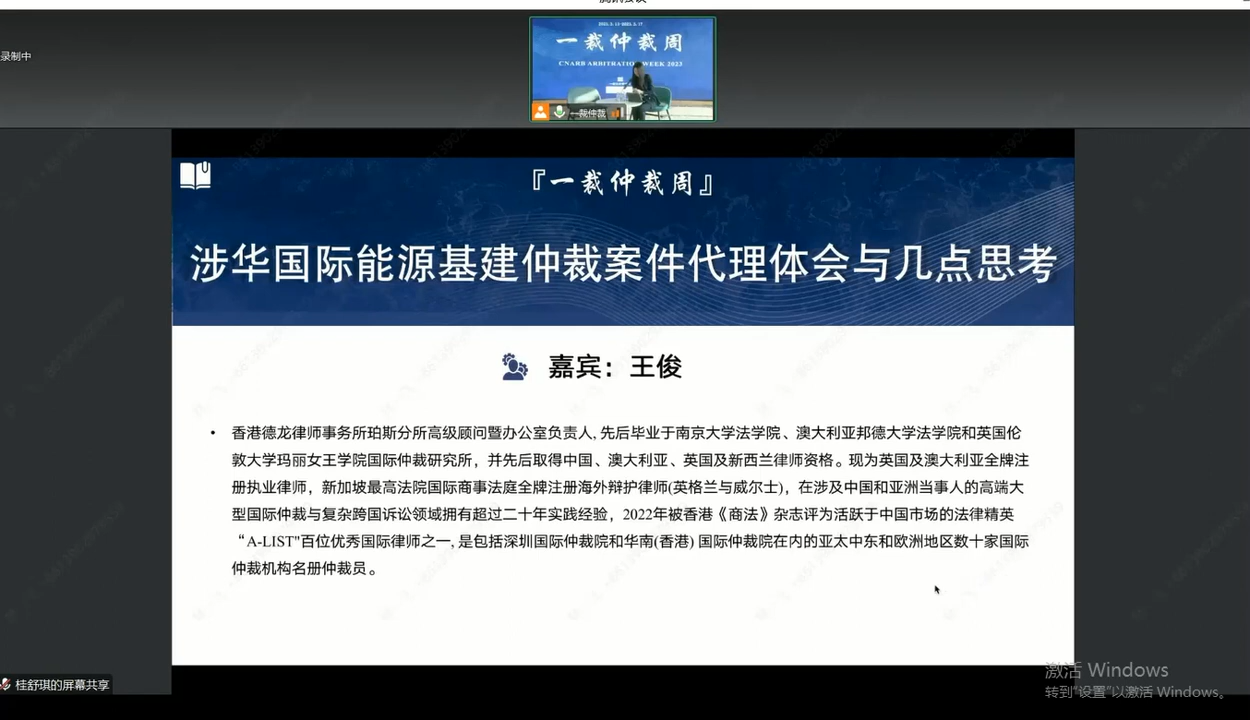 录制中
一裁仲裁周
CNARB ARBITRATION WEEK 2023
一裁仲裁
『一裁仲裁周』
涉华国际能源基建仲裁案件代理体会与几点思考
嘉宾：王俊
• 香港德龙律师事务所珀斯分所高级顾问暨办公室负责人, 先后毕业于南京大学法学院、澳大利亚邦德大学法学院和英国伦
敦大学玛丽女王学院国际仲裁研究所，并先后取得中国、澳大利亚、英国及新西兰律师资格。现为英国及澳大利亚全牌注
册执业律师，新加坡最高法院国际商事法庭全牌注册海外辩护律师(英格兰与威尔士)，在涉及中国和亚洲当事人的高端大
型国际仲裁与复杂跨国诉讼领域拥有超过二十年实践经验，2022年被香港《商法》杂志评为活跃于中国市场的法律精英
“A-LIST"百位优秀国际律师之一, 是包括深圳国际仲裁院和华南(香港) 国际仲裁院在内的亚太中东和欧洲地区数十家国际
仲裁机构名册仲裁员。
激活 Windows
转到"设置"以激活 Windows。
桂舒琪的屏幕共享